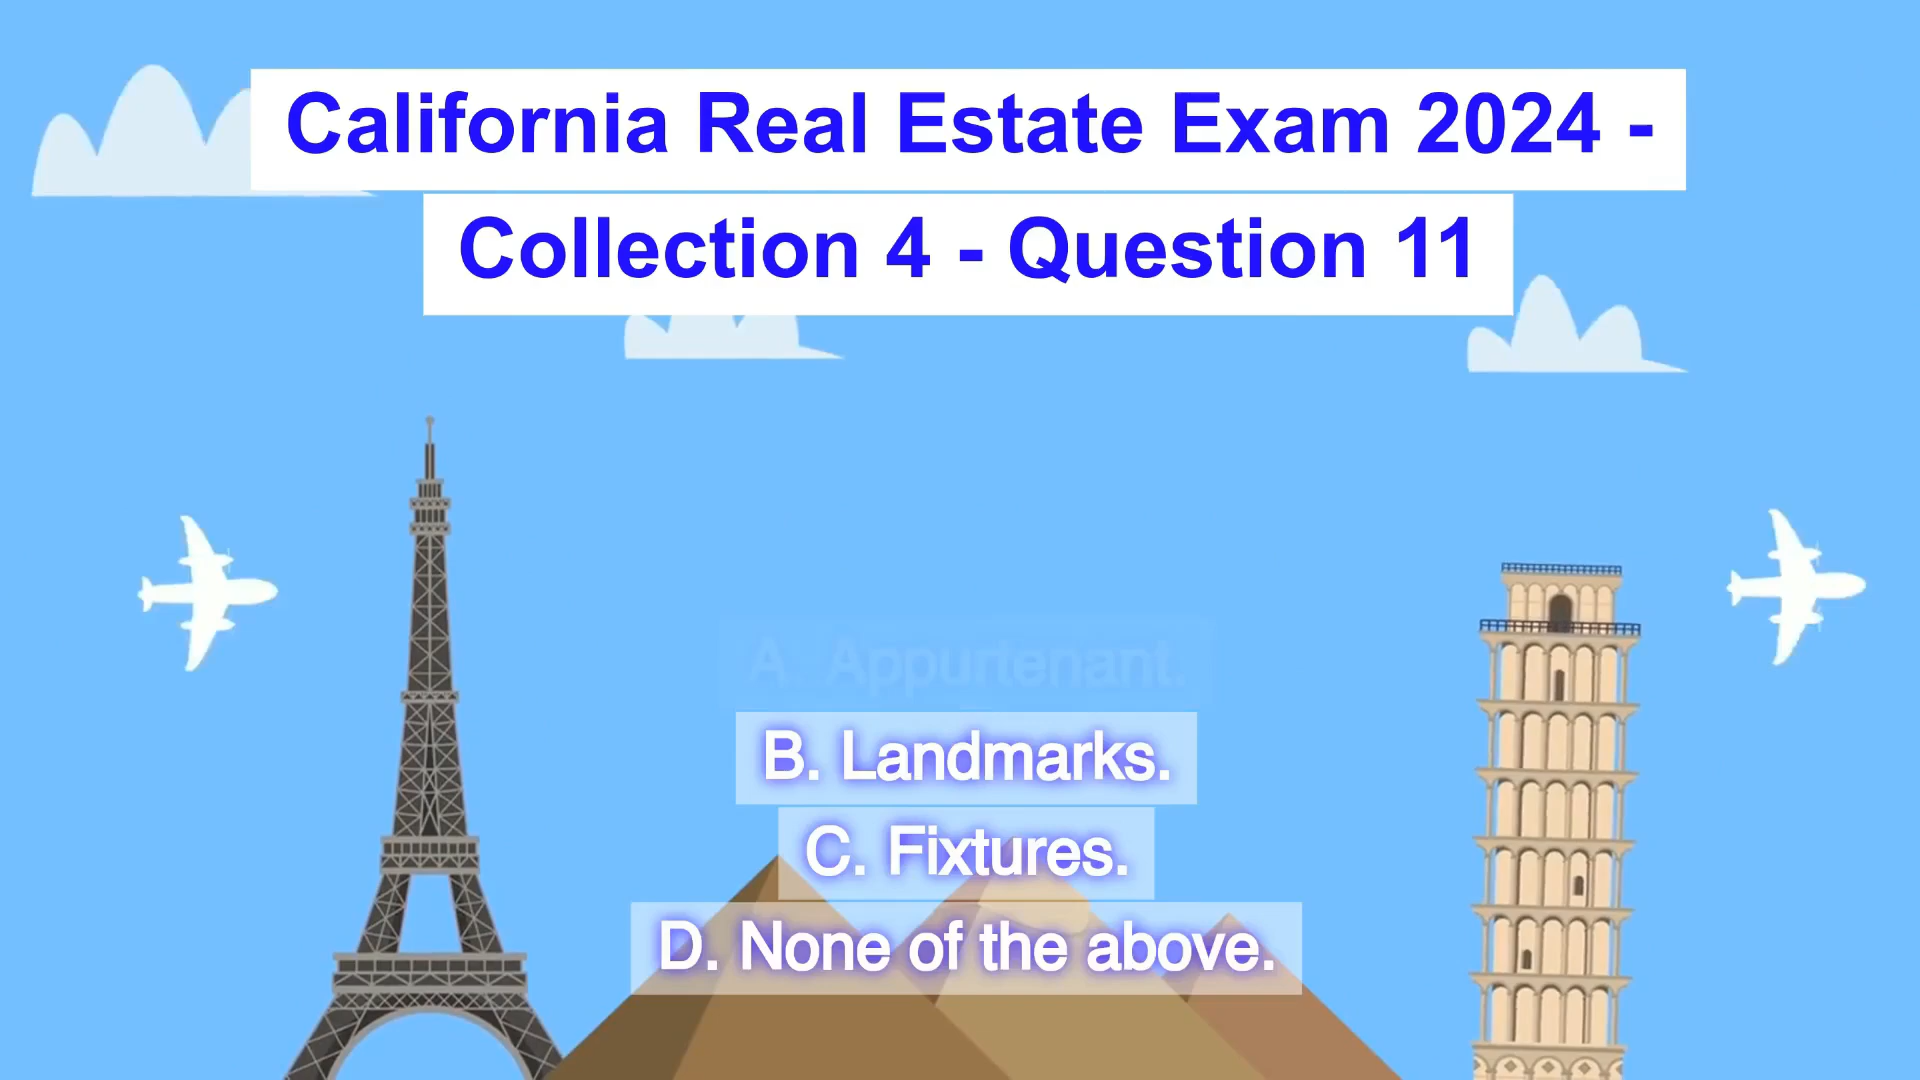 California Real Estate Exam 2024 -
Collection 4 - Question 11
A. Appurtenant.
B. Landmarks.
C. Fixtures.
D. None of the above.